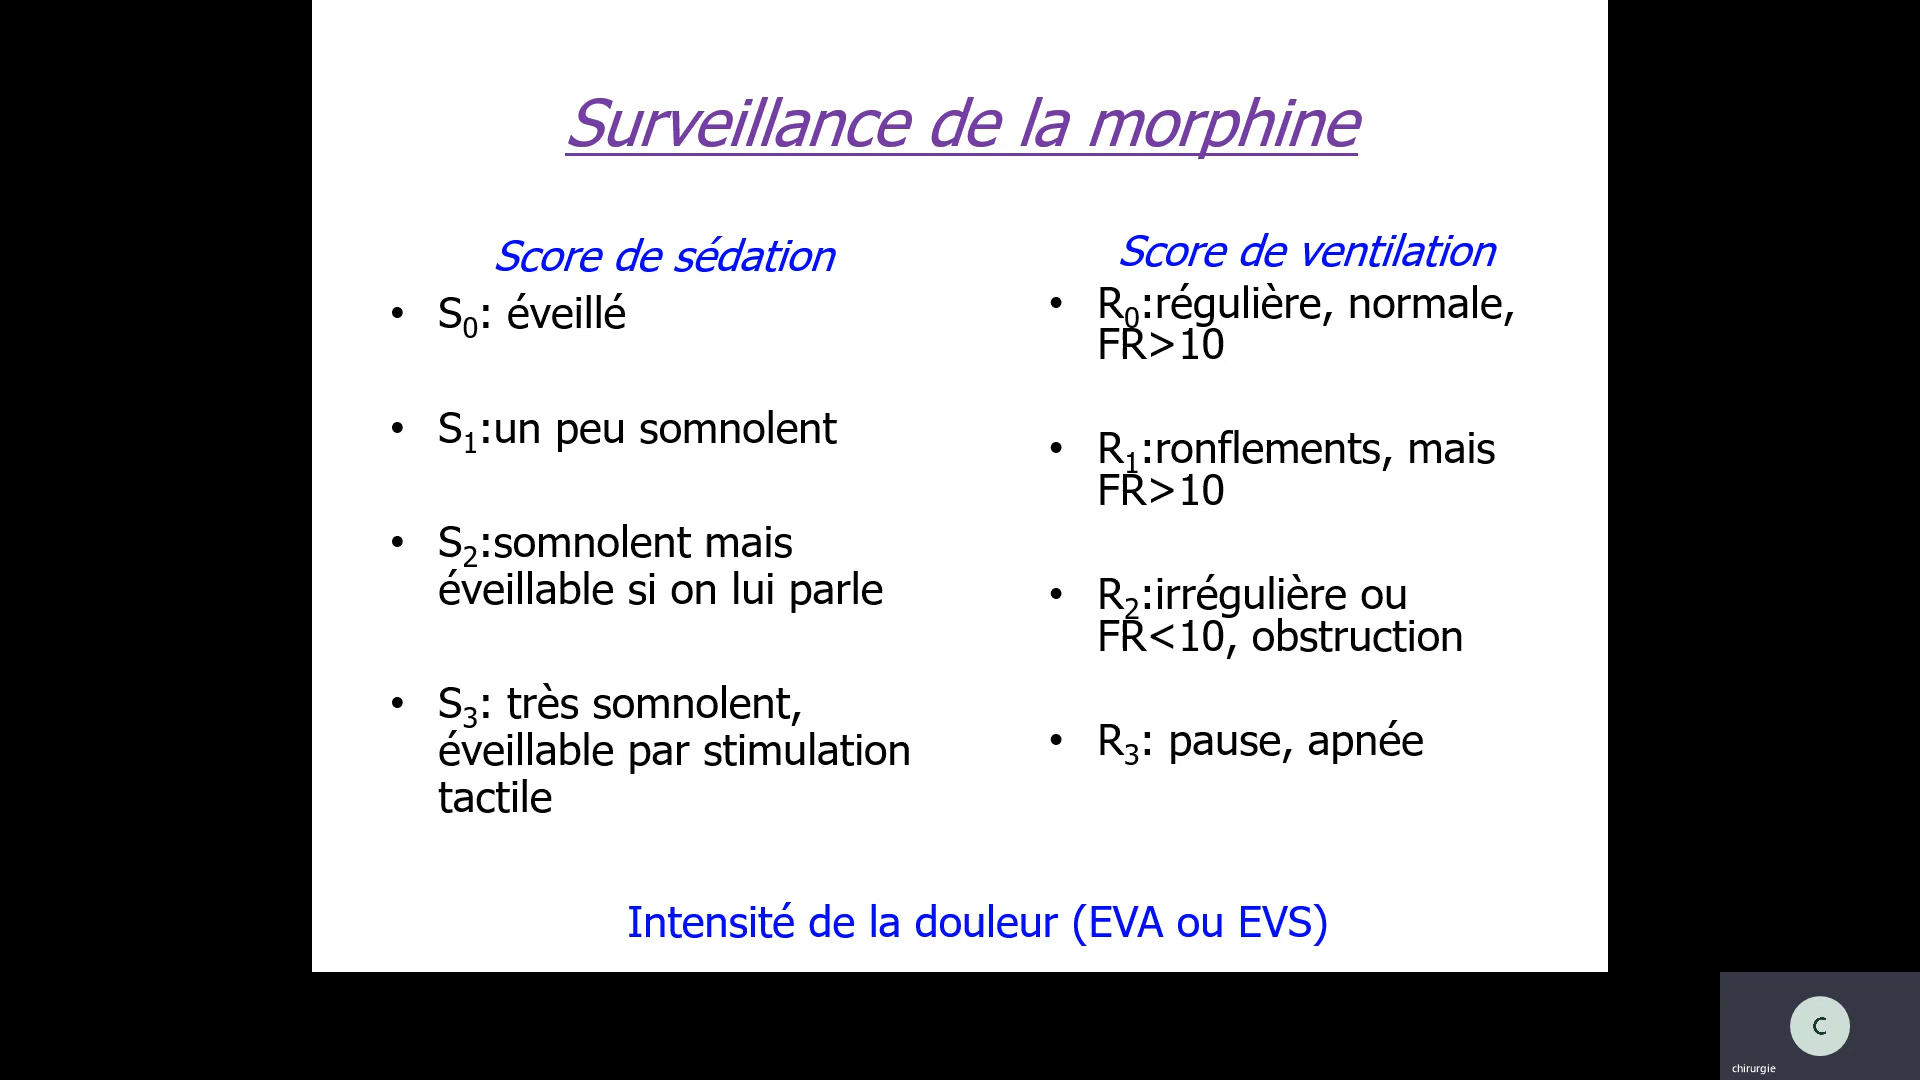 Surveillance de la morphine
Score de sédation
• S₀: éveillé
• S₁:un peu somnolent
• S₂:somnolent mais
éveillable si on lui parle
• S₃: très somnolent,
éveillable par stimulation
tactile
Score de ventilation
• R₀:régulière, normale,
FR>10
• R₁:ronflements, mais
FR>10
• R₂:irrégulière ou
FR<10, obstruction
• R₃: pause, apnée
Intensité de la douleur (EVA ou EVS)
C
chirurgie